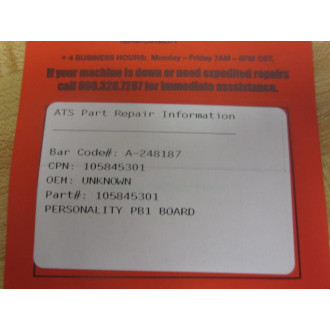 • 4 BUSINESS HOURS: Monday - Friday 7AM - 6PM CST.
If your machine is down or need expedited repairs
call 800.328.7287 for immediate assistance.
ATS Part Repair Information
Bar Code#: A-248187
CPN: 105845301
OEM: UNKNOWN
Part#: 105845301
PERSONALITY PB1 BOARD